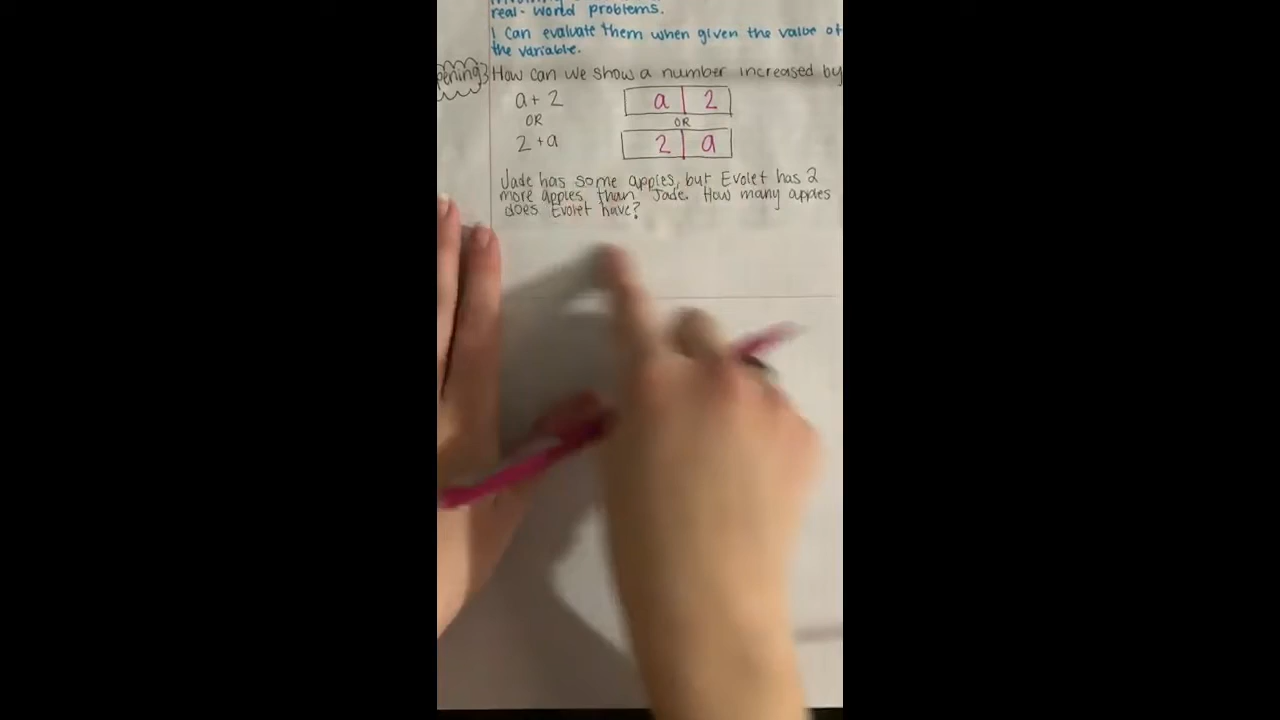 real-world problems.
I can evaluate them when given the value of
the variable.
How can we show a number increased by
a+2
a 2
OR
OR
2+a
2 a
Jade has some apples, but Evolet has 2
more apples than Jade. How many apples
does Evolet have?